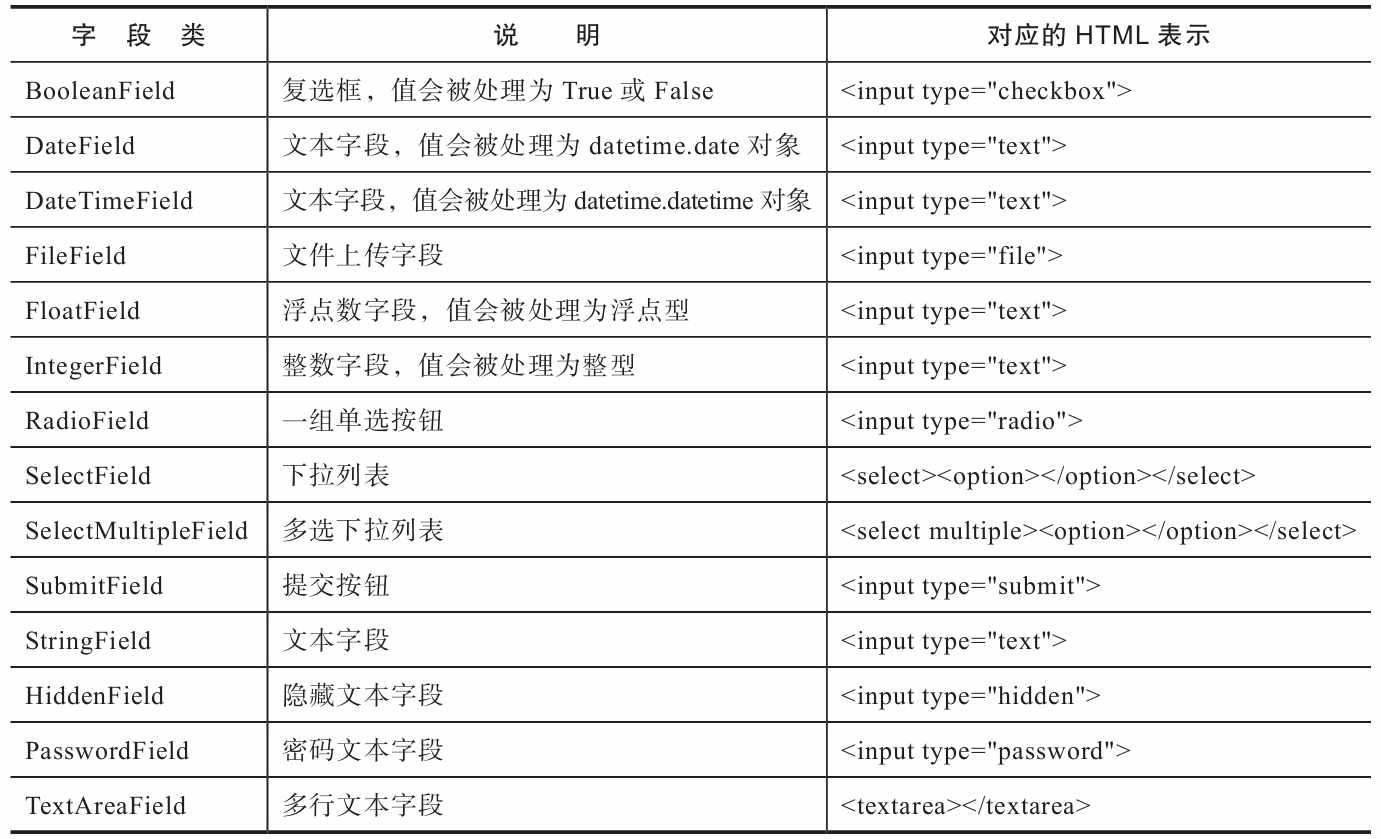 字 段 类 说 明 对应的 HTML 表示
BooleanField 复选框，值会被处理为 True 或 False <input type="checkbox">
DateField 文本字段，值会被处理为 datetime.date 对象 <input type="text">
DateTimeField 文本字段，值会被处理为 datetime.datetime 对象 <input type="text">
FileField 文件上传字段 <input type="file">
FloatField 浮点数字段，值会被处理为浮点型 <input type="text">
IntegerField 整数字段，值会被处理为整型 <input type="text">
RadioField 一组单选按钮 <input type="radio">
SelectField 下拉列表 <select><option></option></select>
SelectMultipleField 多选下拉列表 <select multiple><option></option></select>
SubmitField 提交按钮 <input type="submit">
StringField 文本字段 <input type="text">
HiddenField 隐藏文本字段 <input type="hidden">
PasswordField 密码文本字段 <input type="password">
TextAreaField 多行文本字段 <textarea></textarea>